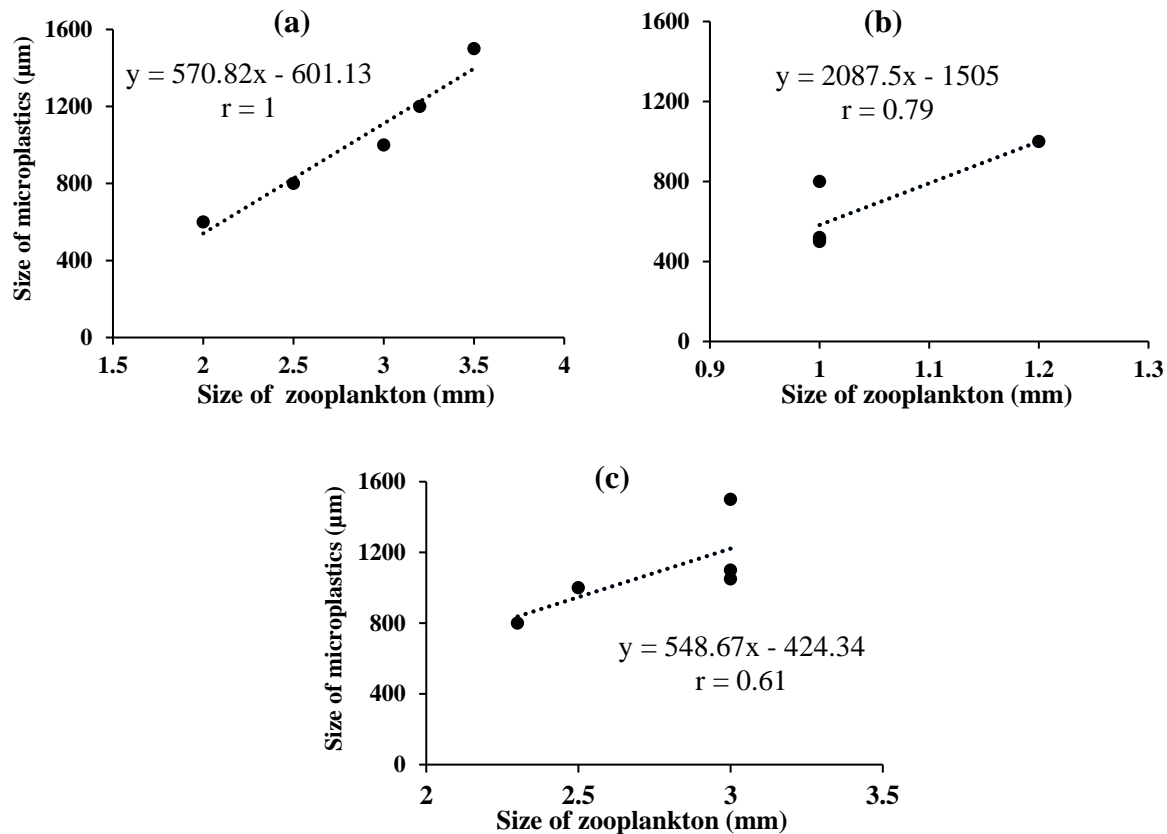 (a)
y = 570.82x - 601.13
r = 1
Size of microplastics (µm)
1600
1200
800
400
0
1.5 2 2.5 3 3.5 4
Size of zooplankton (mm)
(b)
y = 2087.5x - 1505
r = 0.79
1600
1200
800
400
0
0.9 1 1.1 1.2 1.3
Size of zooplankton (mm)
(c)
Size of microplastics (µm)
1600
1200
800
400
0
y = 548.67x - 424.34
r = 0.61
2 2.5 3 3.5
Size of zooplankton (mm)